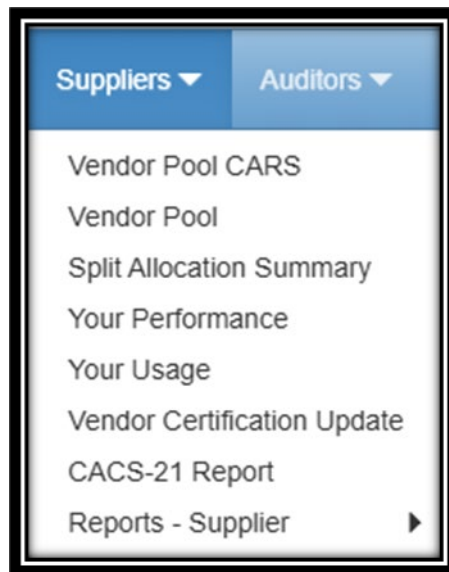 Suppliers Auditors
Vendor Pool CARS
Vendor Pool
Split Allocation Summary
Your Performance
Your Usage
Vendor Certification Update
CACS-21 Report
Reports - Supplier